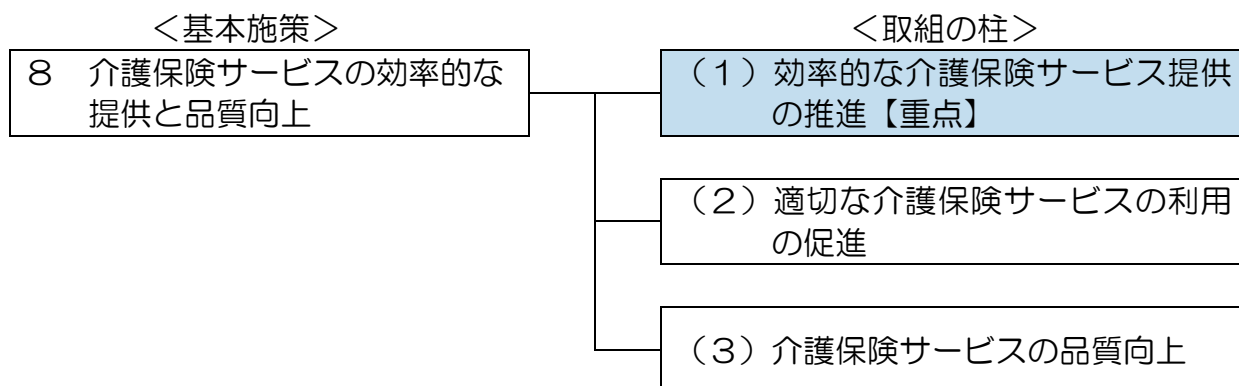 ＜基本施策＞
８　介護保険サービスの効率的な
提供と品質向上
＜取組の柱＞
（１）効率的な介護保険サービス提供
の推進【重点】
（２）適切な介護保険サービスの利用
の促進
（３）介護保険サービスの品質向上